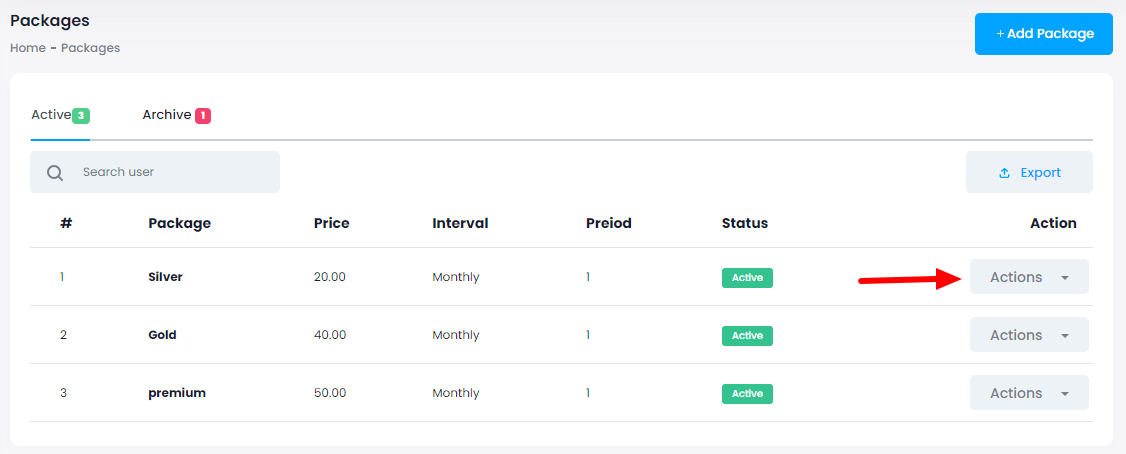 Packages
+ Add Package
Home - Packages
Active 3 Archive 1
Search user
Export
# Package Price Interval Preiod Status Action
1 Silver 20.00 Monthly 1 Active Actions
2 Gold 40.00 Monthly 1 Active Actions
3 premium 50.00 Monthly 1 Active Actions